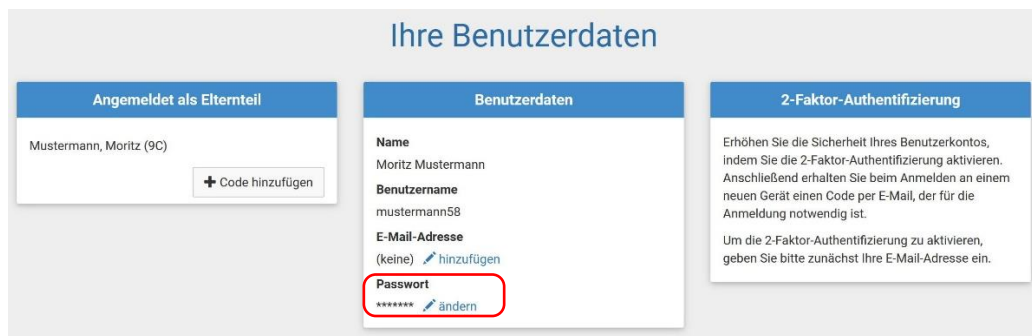 Ihre Benutzerdaten
Angemeldet als Elternteil
Mustermann, Moritz (9C)
+ Code hinzufügen
Benutzerdaten
Name
Moritz Mustermann
Benutzername
mustermann58
E-Mail-Adresse
(keine) hinzufügen
Passwort
******* ändern
2-Faktor-Authentifizierung
Erhöhen Sie die Sicherheit Ihres Benutzerkontos,
indem Sie die 2-Faktor-Authentifizierung aktivieren.
Anschließend erhalten Sie beim Anmelden an einem
neuen Gerät einen Code per E-Mail, der für die
Anmeldung notwendig ist.
Um die 2-Faktor-Authentifizierung zu aktivieren,
geben Sie bitte zunächst Ihre E-Mail-Adresse ein.